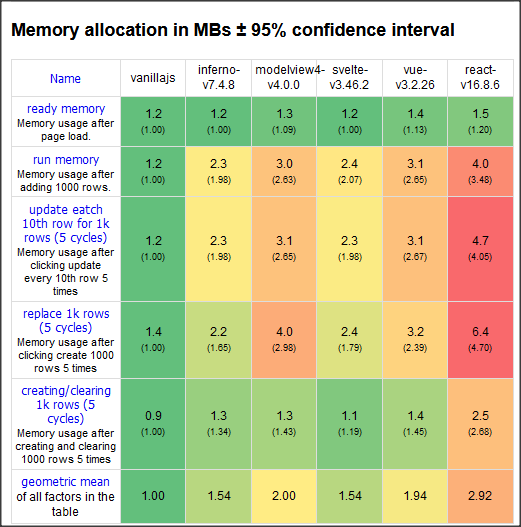 Memory allocation in MBs ± 95% confidence interval
Name vanillajs inferno- modelview4- svelte- vue- react-
v7.4.8 v4.0.0 v3.46.2 v3.2.26 v16.8.6
ready memory
Memory usage after
page load.
1.2 1.2 1.3 1.2 1.4 1.5
(1.00) (1.00) (1.09) (1.00) (1.13) (1.20)
run memory
Memory usage after
adding 1000 rows.
1.2 2.3 3.0 2.4 3.1 4.0
(1.00) (1.98) (2.63) (2.07) (2.65) (3.48)
update eatch
10th row for 1k
rows (5 cycles)
Memory usage after
clicking update
every 10th row 5
times
1.2 2.3 3.1 2.3 3.1 4.7
(1.00) (1.98) (2.65) (1.98) (2.67) (4.05)
replace 1k rows
(5 cycles)
Memory usage after
clicking create 1000
rows 5 times
1.4 2.2 4.0 2.4 3.2 6.4
(1.00) (1.65) (2.98) (1.79) (2.39) (4.70)
creating/clearing
1k rows (5
cycles)
Memory usage after
creating and clearing
1000 rows 5 times
0.9 1.3 1.3 1.1 1.4 2.5
(1.00) (1.34) (1.43) (1.19) (1.45) (2.68)
geometric mean
of all factors in the
table
1.00 1.54 2.00 1.54 1.94 2.92